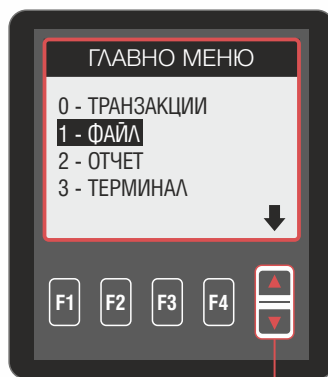 ГЛАВНО МЕНЮ
0 - ТРАНЗАКЦИИ
1 - ФАЙЛ
2 - ОТЧЕТ
3 - ТЕРМИНАЛ
F1 F2 F3 F4